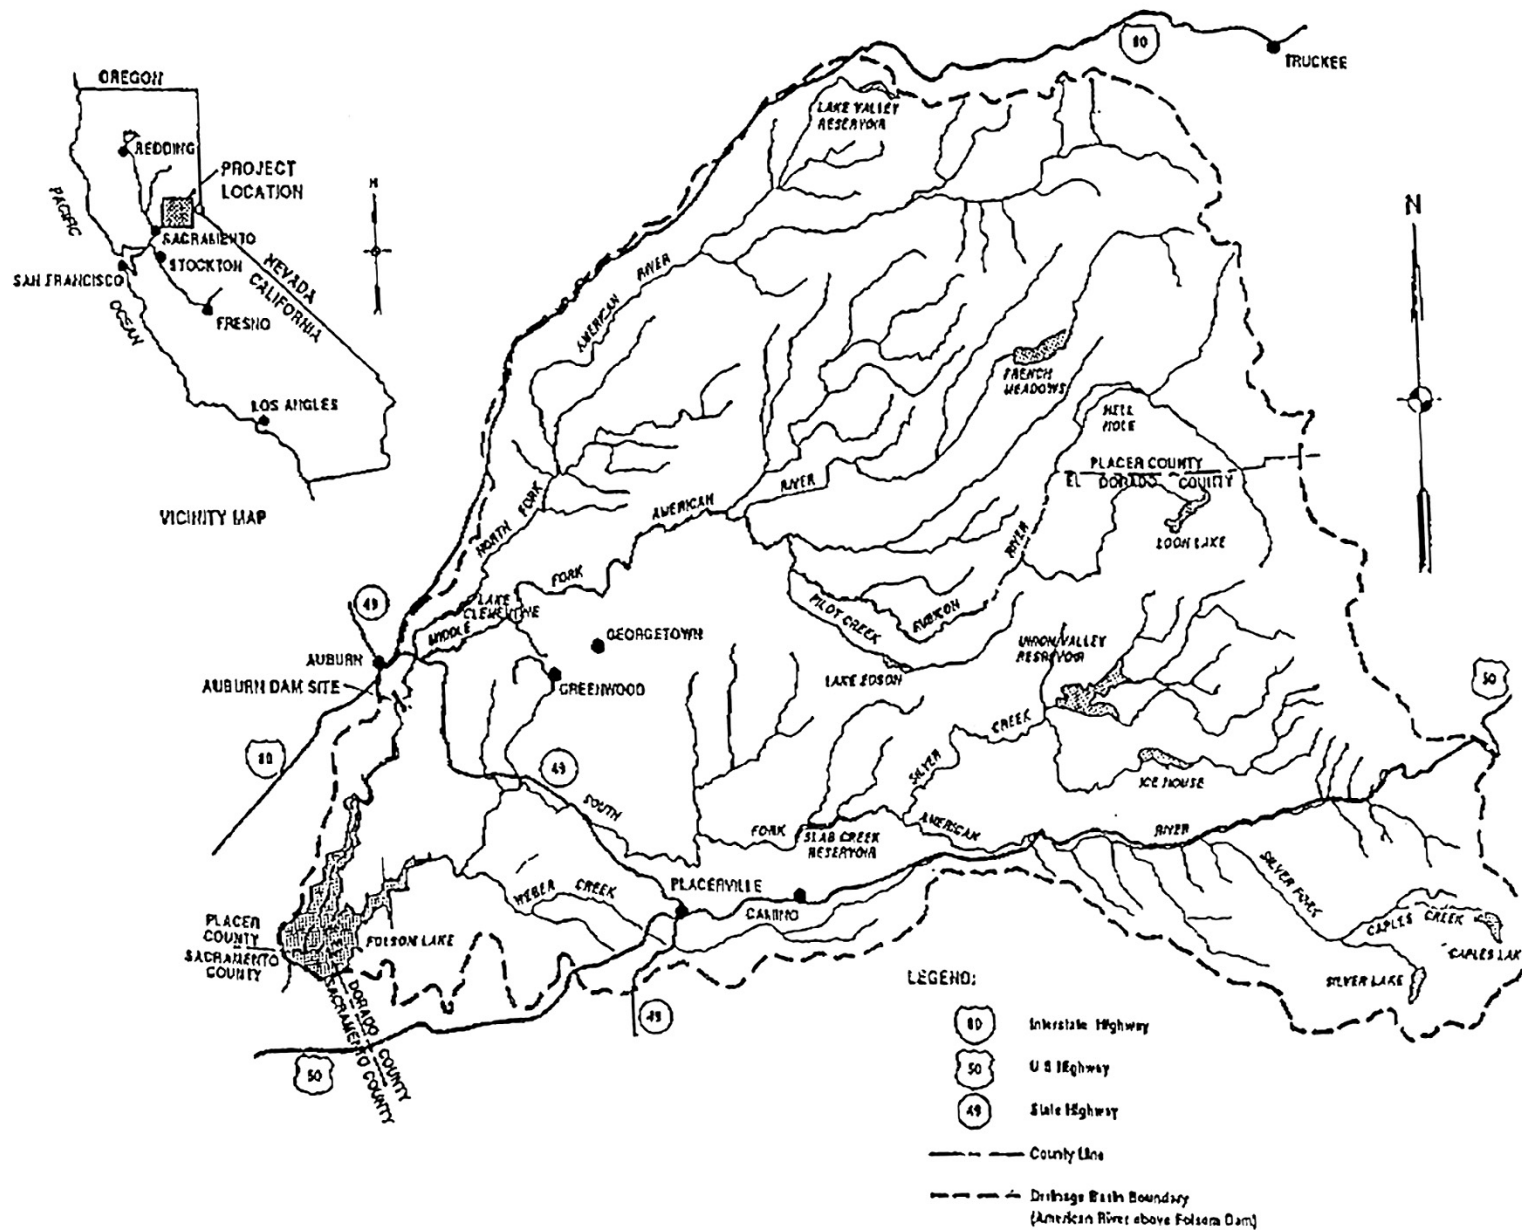 OREGON
REDDING
PROJECT
LOCATION
PACIFIC
OCEAN
SACRAMENTO
STOCKTON
SAN FRANCISCO
NEVADA
CALIFORNIA
FRESNO
LOS ANGLES
VICINITY MAP
N
80
TRUCKEE
LAKE VALLEY
RESERVOIR
N
AMERICAN RIVER
NORTH FORK
FRENCH
MEADOWS
HELL
HOLE
PLACER COUNTY
EL DORADO COUNTY
LOON LAKE
AMERICAN RIVER
MIDDLE FORK
LAKE
CLEMENTINE
RUBICON RIVER
PILOT CREEK
LAKE EDSON
49
AUBURN
AUBURN DAM SITE
GEORGETOWN
GREENWOOD
UNION VALLEY
RESERVOIR
50
80
49
SILVER CREEK
ICE HOUSE
SOUTH FORK
AMERICAN RIVER
SLAB CREEK
RESERVOIR
PLACERVILLE
CAMINO
WEBER CREEK
SILVER FORK
CAPLES CREEK
CAPLES LAK
SILVER LAKE
PLACER
COUNTY
SACRAMENTO
COUNTY
FOLSON LAKE
DORADO COUNTY
SACRAMENTO COUNTY
49
50
LEGEND:
80 Interstate Highway
50 U S Highway
49 State Highway
County Line
Drainage Basin Boundary
(American River above Folsom Dam)